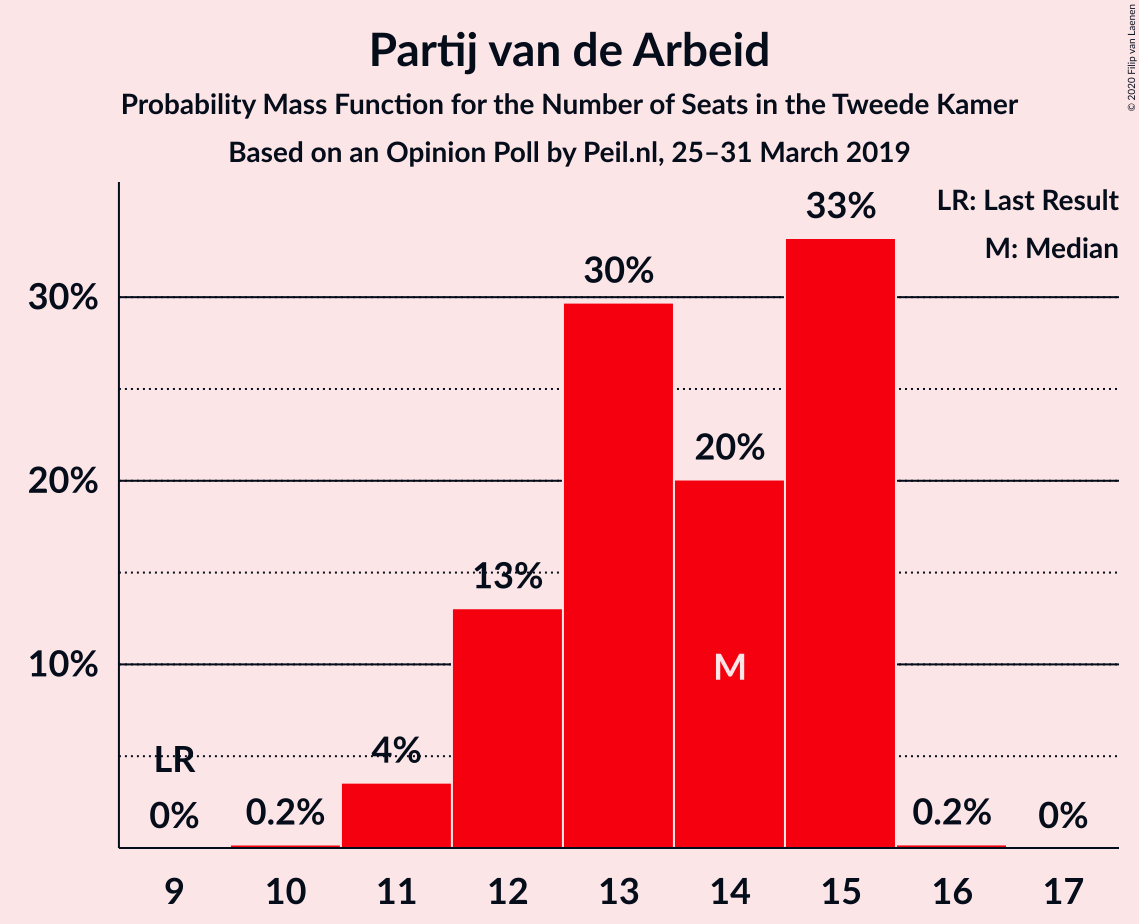 Partij van de Arbeid
Probability Mass Function for the Number of Seats in the Tweede Kamer
Based on an Opinion Poll by Peil.nl, 25–31 March 2019
© 2020 Filip van Laenen
LR: Last Result
M: Median
33%
30%
30%
20%
20%
13%
10%
M
4%
LR
0%
0.2%
0.2%
0%
9 10 11 12 13 14 15 16 17